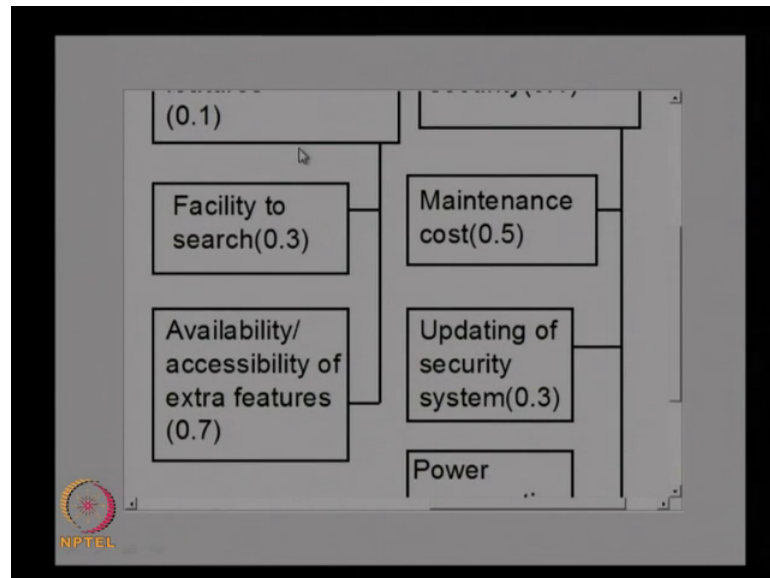 (0.1)
Facility to
search(0.3)
Availability/
accessibility of
extra features
(0.7)
Maintenance
cost(0.5)
Updating of
security
system(0.3)
Power
NPTEL